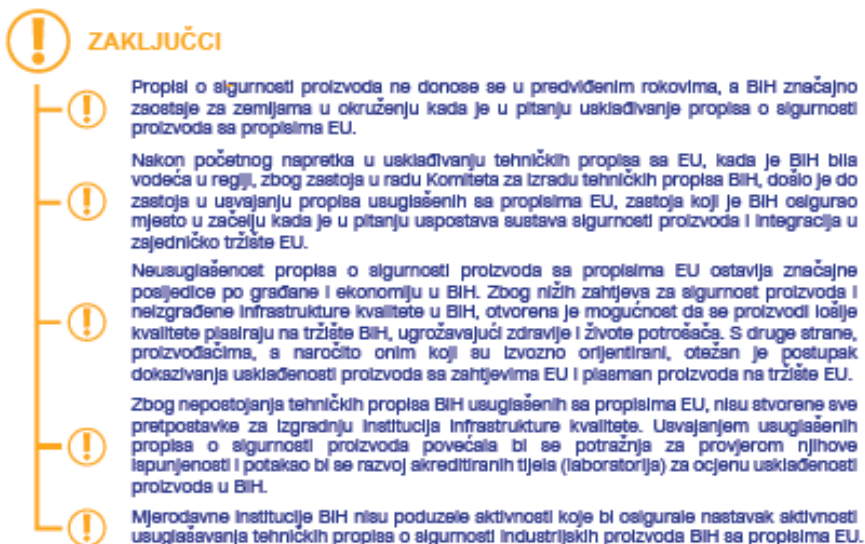 ZAKLJUČCI
Propisi o sigurnosti proizvoda ne donose se u predviđenim rokovima, a BiH značajno
zaostaje za zemljama u okruženju kada je u pitanju usklađivanje propisa o sigurnosti
proizvoda sa propisima EU.
Nakon početnog napretka u usklađivanju tehničkih propisa sa EU, kada je BiH bila
vodeća u regiji, zbog zastoja u radu Komiteta za izradu tehničkih propisa BiH, došlo je do
zastoja u usvajanju propisa usuglašenih sa propisima EU, zastoja koji je BiH osigurao
mjesto u začelju kada je u pitanju uspostava sustava sigurnosti proizvoda i integracija u
zajedničko tržište EU.
Neusuglašenost propisa o sigurnosti proizvoda sa propisima EU ostavlja značajne
posljedice po građane i ekonomiju u BiH. Zbog nižih zahtjeva za sigurnost proizvoda i
neizgrađene infrastrukture kvalitete u BiH, otvorena je mogućnost da se proizvodi lošije
kvalitete plasiraju na tržište BiH, ugrožavajući zdravlje i živote potrošača. S druge strane,
proizvođačima, a naročito onim koji su izvozno orijentirani, otežan je postupak
dokazivanja usklađenosti proizvoda sa zahtjevima EU i plasman proizvoda na tržište EU.
Zbog nepostojanja tehničkih propisa BiH usuglašenih sa propisima EU, nisu stvorene sve
pretpostavke za izgradnju institucija infrastrukture kvalitete. Usvajanjem usuglašenih
propisa o sigurnosti proizvoda povećala bi se potražnja za provjerom njihove
ispunjenosti i potakao bi se razvoj akreditiranih tijela (laboratorija) za ocjenu usklađenosti
proizvoda u BiH.
Mjerodavne institucije BiH nisu poduzele aktivnosti koje bi osigurale nastavak aktivnosti
usuglašavanja tehničkih propisa o sigurnosti industrijskih proizvoda BiH sa propisima EU.